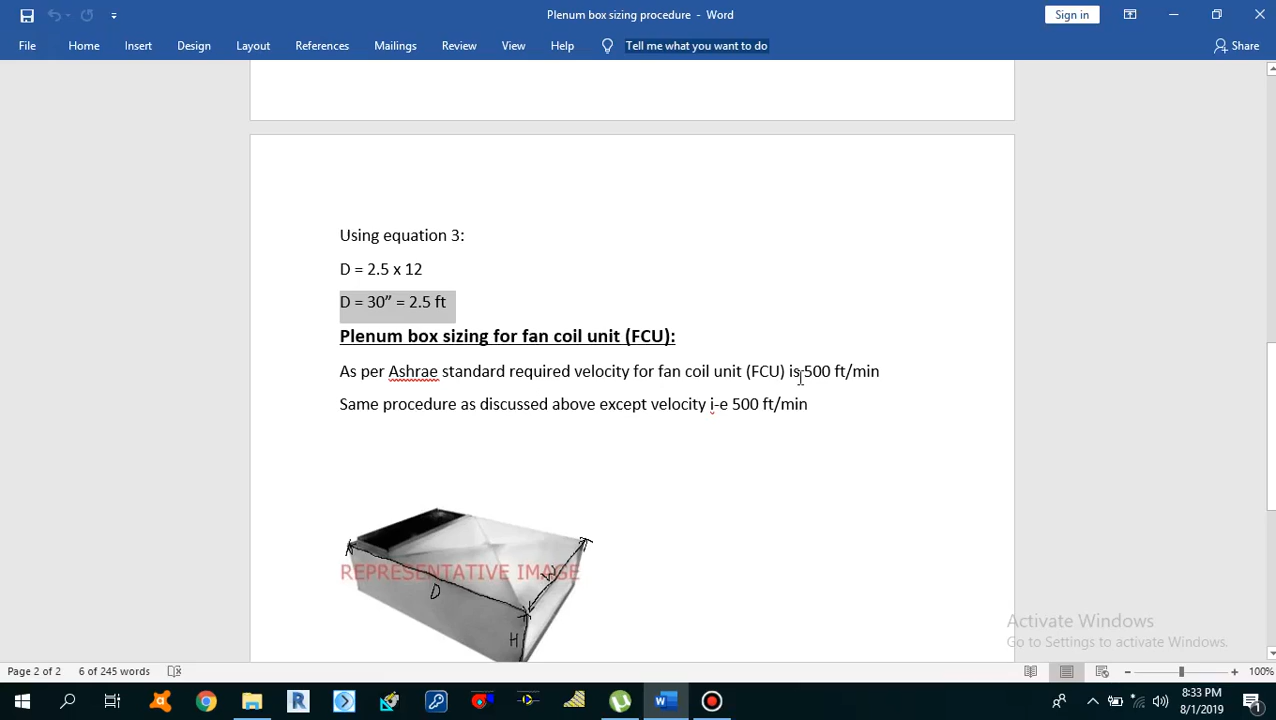 Plenum box sizing procedure - Word
Sign in
File Home Insert Design Layout References Mailings Review View Help Tell me what you want to do Share
Using equation 3:
D = 2.5 x 12
D = 30” = 2.5 ft
Plenum box sizing for fan coil unit (FCU):
As per Ashrae standard required velocity for fan coil unit (FCU) is 500 ft/min
Same procedure as discussed above except velocity i-e 500 ft/min
REPRESENTATIVE IMAGE
W
D
H
Activate Windows
Go to Settings to activate Windows.
Page 2 of 2 6 of 245 words 100%
8:33 PM
8/1/2019